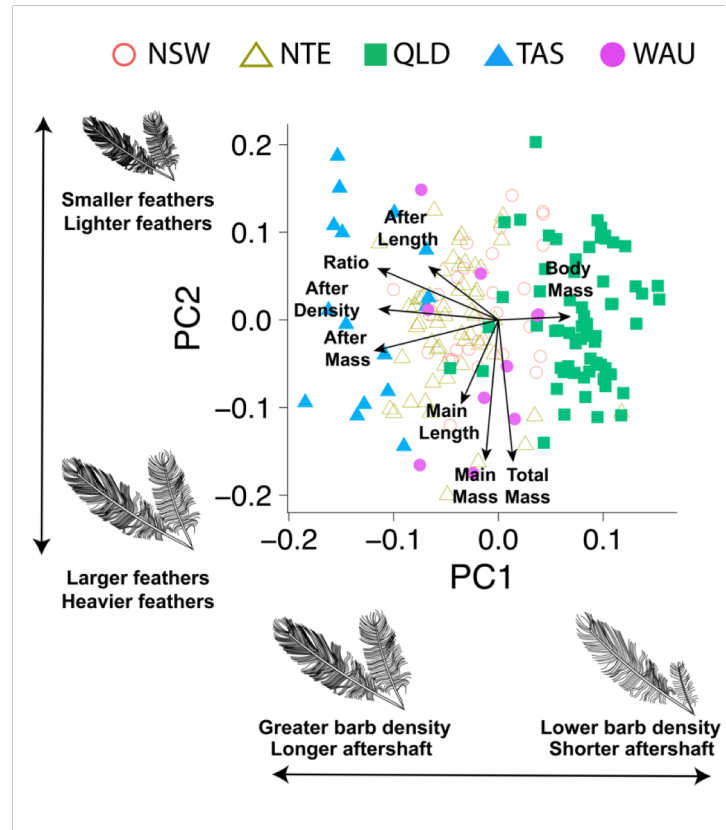 NSW NTE QLD TAS WAU
Smaller feathers
Lighter feathers
Larger feathers
Heavier feathers
PC2
0.2
0.1
0.0
−0.1
−0.2
After
Length
Ratio
After
Density
After
Mass
Body
Mass
Main
Length
Main
Mass
Total
Mass
−0.2 −0.1 0.0 0.1
PC1
Greater barb density
Longer aftershaft
Lower barb density
Shorter aftershaft